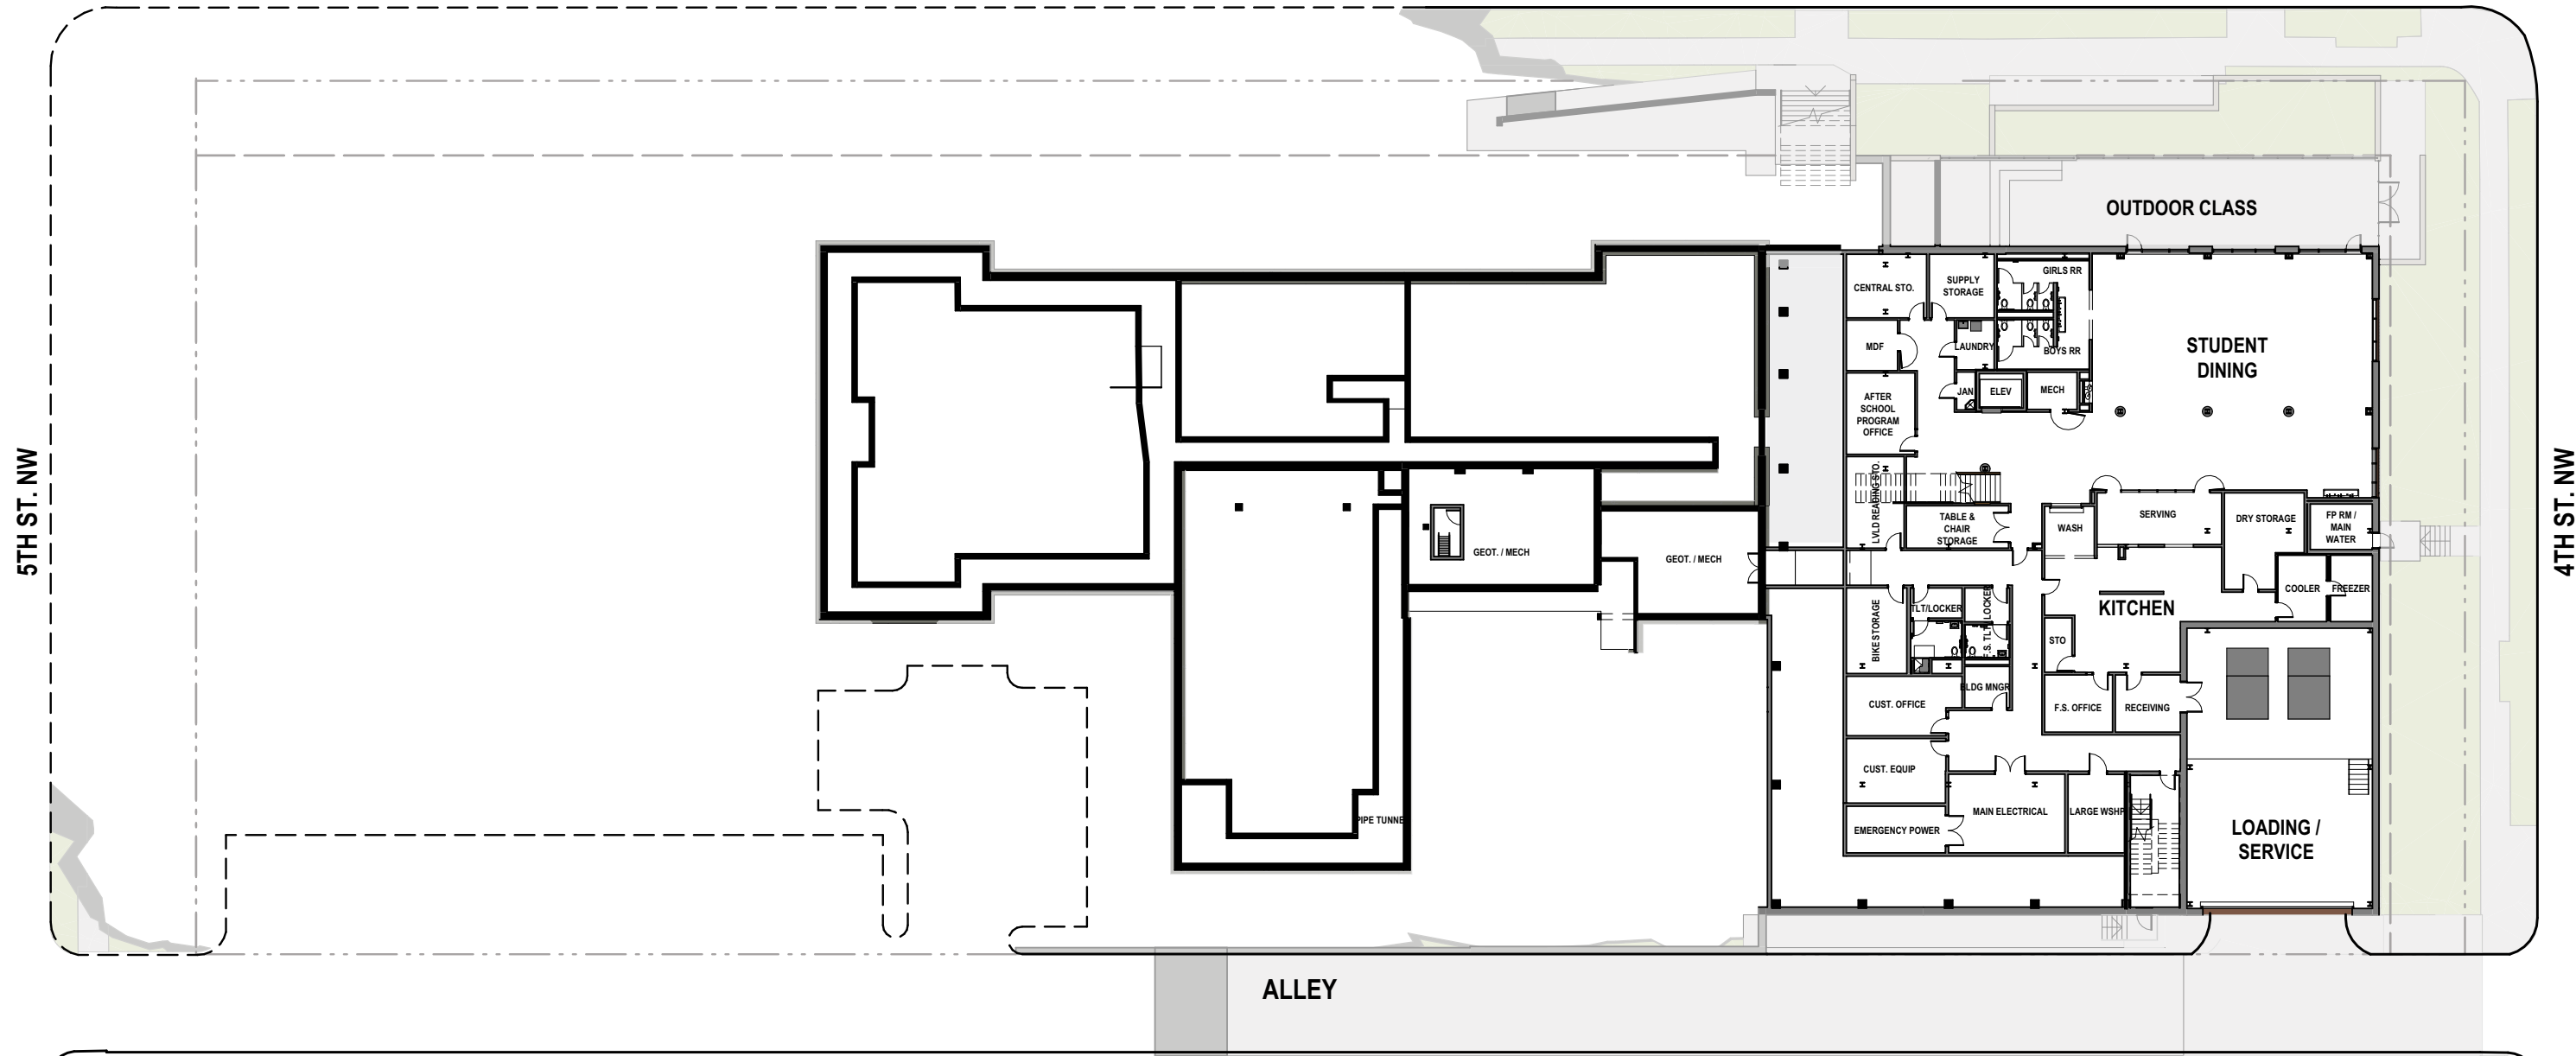 OUTDOOR CLASS
CENTRAL STO.
SUPPLY
STORAGE
GIRLS RR
MDF
LAUNDRY
BOYS RR
STUDENT
DINING
JAN
ELEV
MECH
AFTER
SCHOOL
PROGRAM
OFFICE
5TH ST. NW
4TH ST. NW
LVLD READING STO.
TABLE &
CHAIR
STORAGE
WASH
SERVING
DRY STORAGE
FP RM /
MAIN
WATER
GEOT. / MECH
GEOT. / MECH
COOLER
FREEZER
KITCHEN
BIKE STORAGE
TLT/LOCKER
F.S. TLT/LOCKER
STO
BLDG MNGR
CUST. OFFICE
F.S. OFFICE
RECEIVING
CUST. EQUIP
MAIN ELECTRICAL
LARGE WSHP
PIPE TUNNEL
EMERGENCY POWER
LOADING /
SERVICE
ALLEY